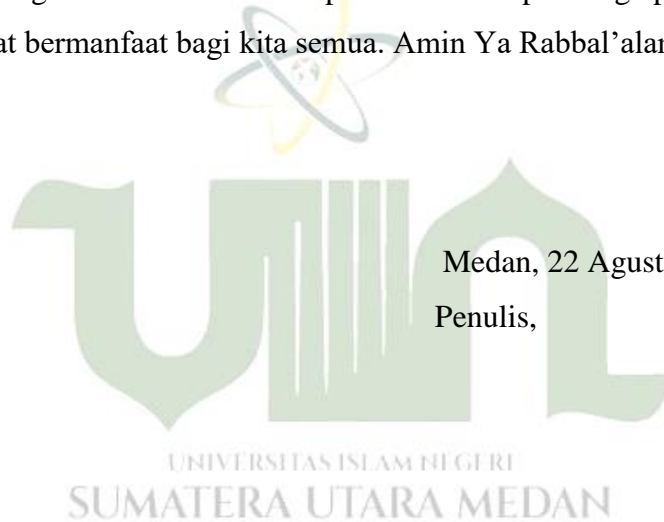 at bermanfaat bagi kita semua. Amin Ya Rabbal’alam
Medan, 22 Agust
Penulis,
UNIVERSITAS ISLAM NEGERI
SUMATERA UTARA MEDAN